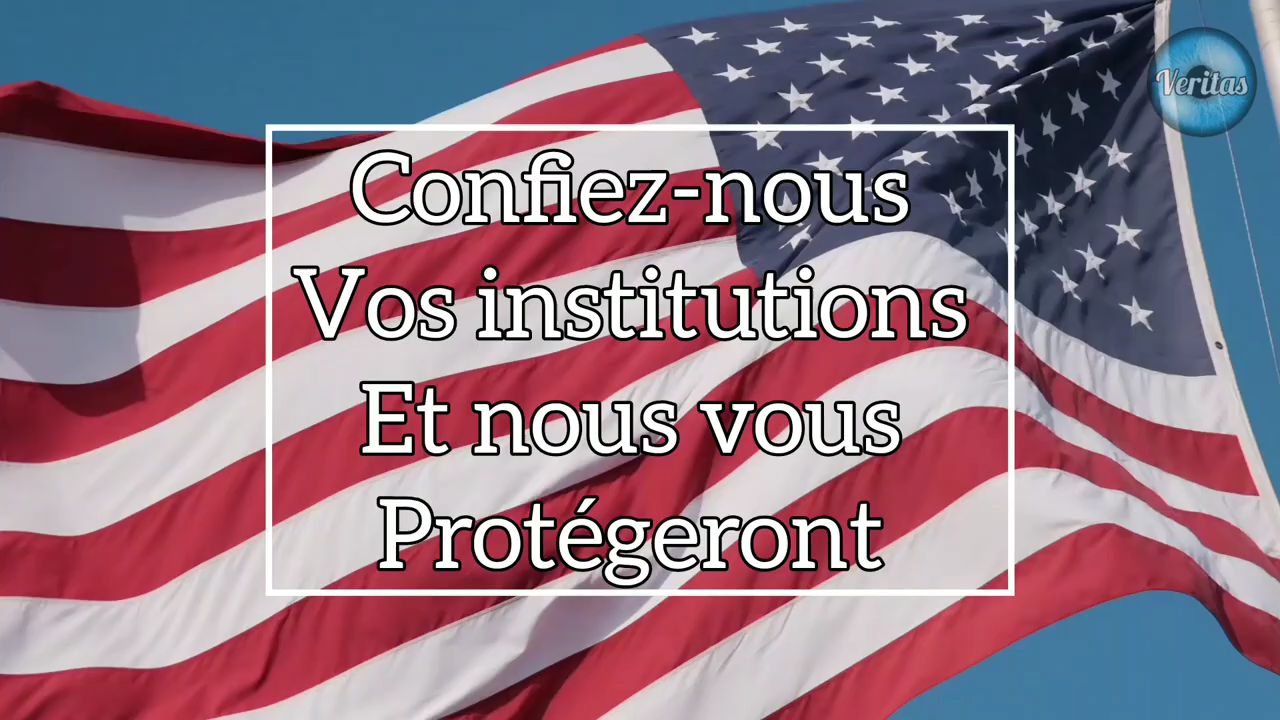 Veritas
Confiez-nous
Vos institutions
Et nous vous
Protégeront